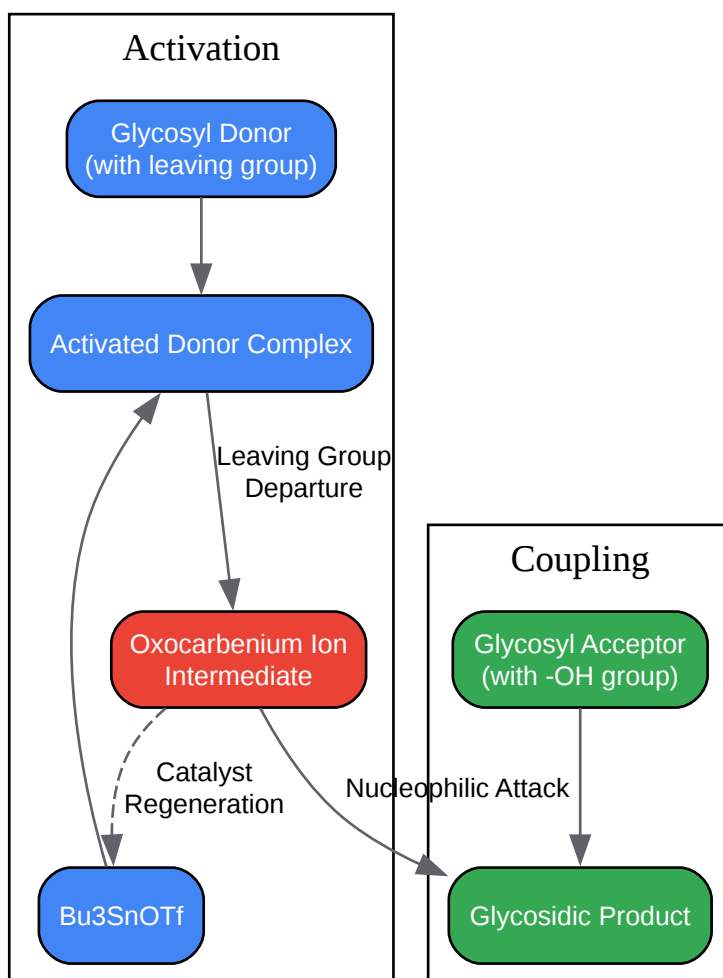 Activation
Glycosyl Donor
(with leaving group)
Activated Donor Complex
Leaving Group
Departure
Coupling
Oxocarbenium Ion
Intermediate
Glycosyl Acceptor
(with -OH group)
Catalyst
Regeneration
Nucleophilic Attack
Bu3SnOTf
Glycosidic Product